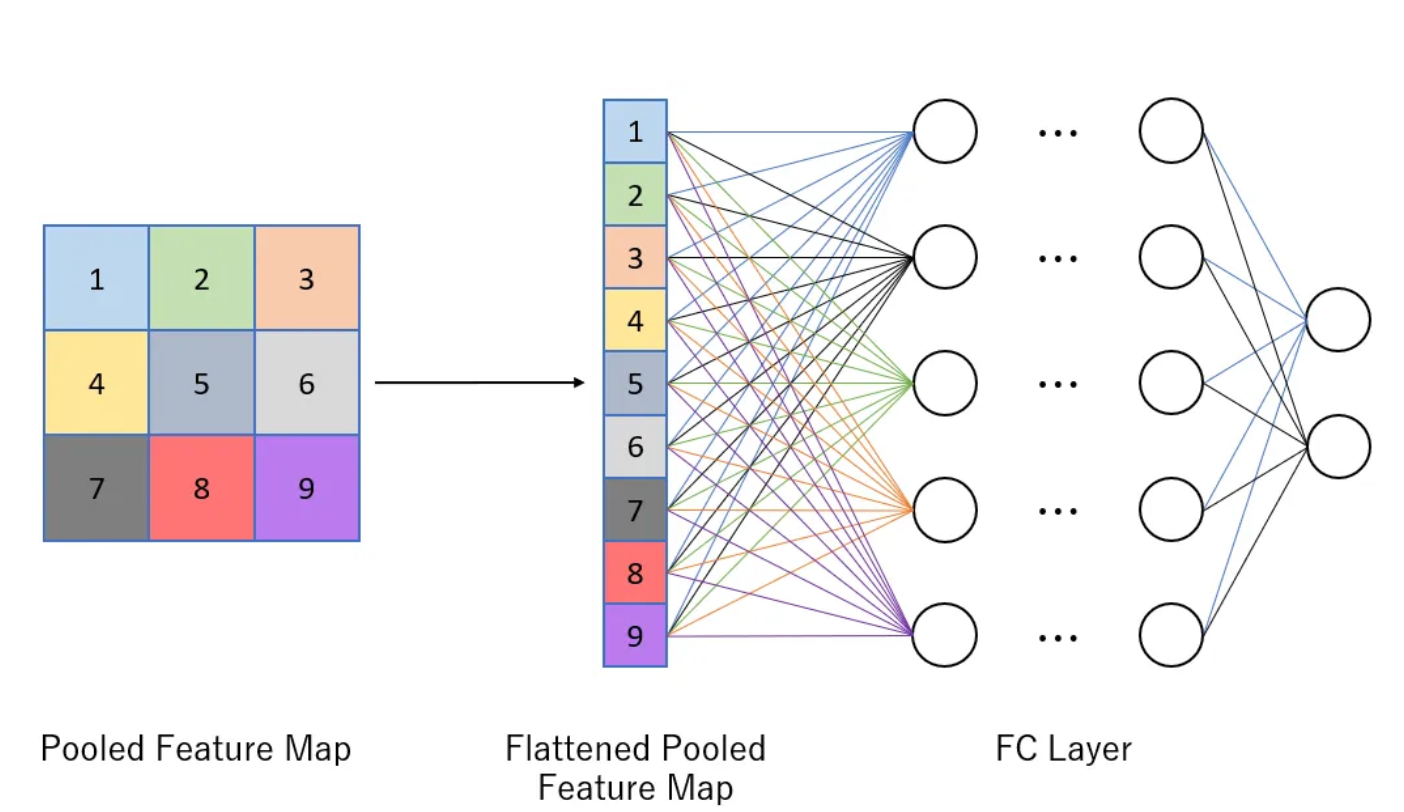 1 2 3
4 5 6
7 8 9
1
2
3
4
5
6
7
8
9
...
...
...
...
...
Pooled Feature Map
Flattened Pooled
Feature Map
FC Layer